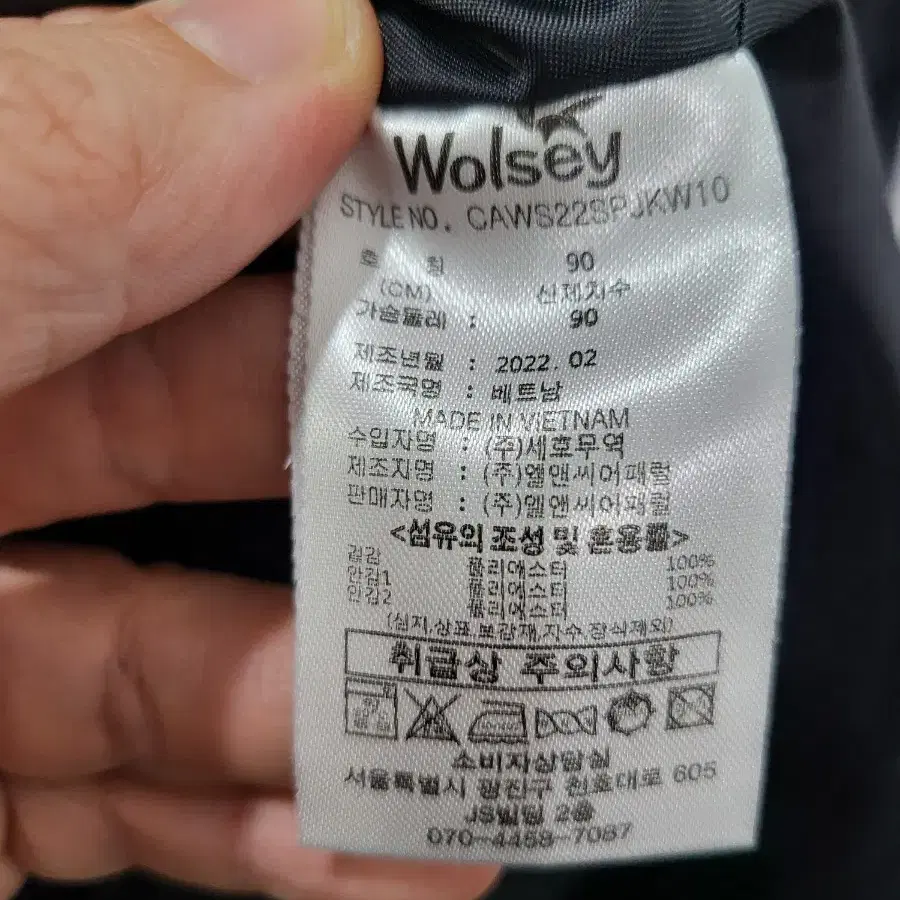 Wolsey
STYLE NO. CAWS22SPJKW10
호 칭 90
(CM) 신체치수
가슴둘레 : 90
제조년월 : 2022. 02
제조국명 : 베트남
MADE IN VIETNAM
수입자명 : (주)세호무역
제조자명 : (주)엘앤씨어패럴
판매자명 : (주)엘앤씨어패럴
<섬유의 조성 및 혼용률>
겉감 폴리에스터 100%
안감1 폴리에스터 100%
안감2 폴리에스터 100%
(심지,상표,보강재,자수,장식제외)
취급상 주의사항
소비자상담실
서울특별시 광진구 천호대로 605
JS빌딩 2층
070-4458-7087